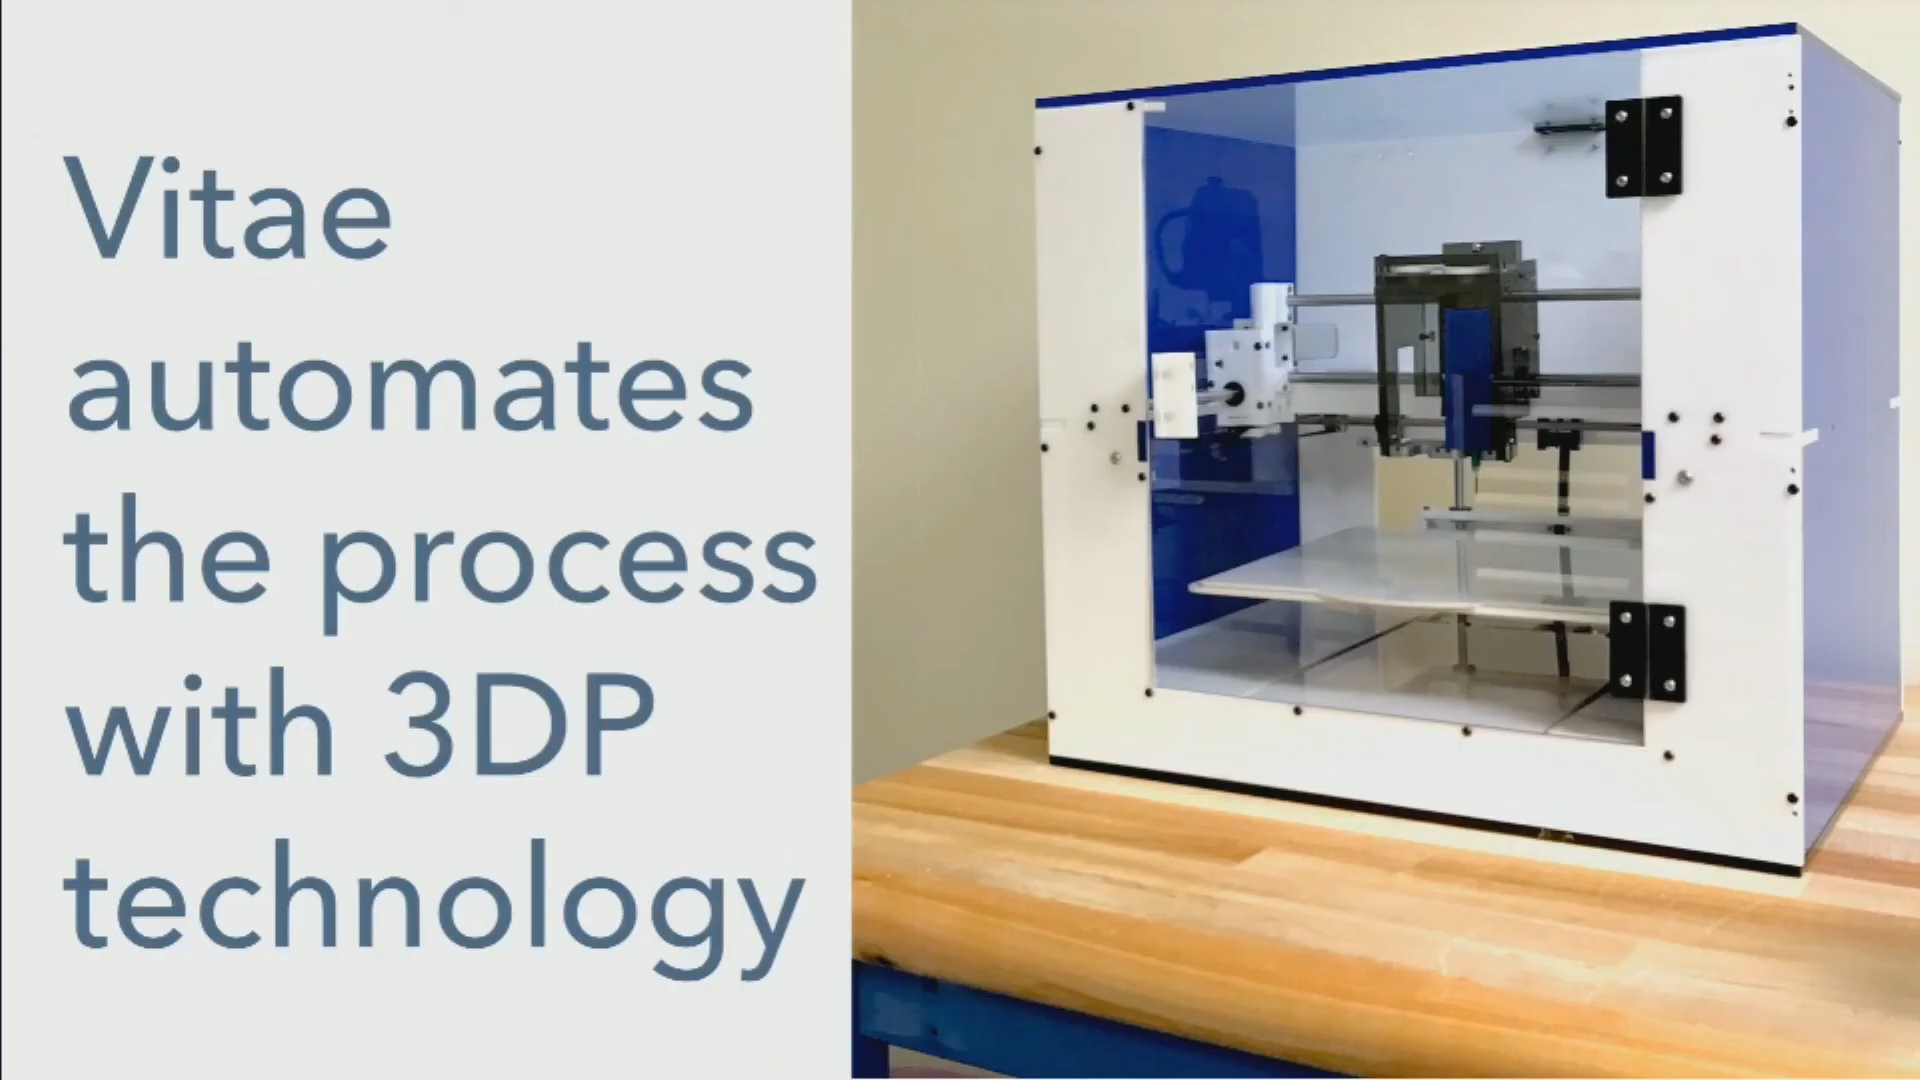 Vitae
automates
the process
with 3DP
technology